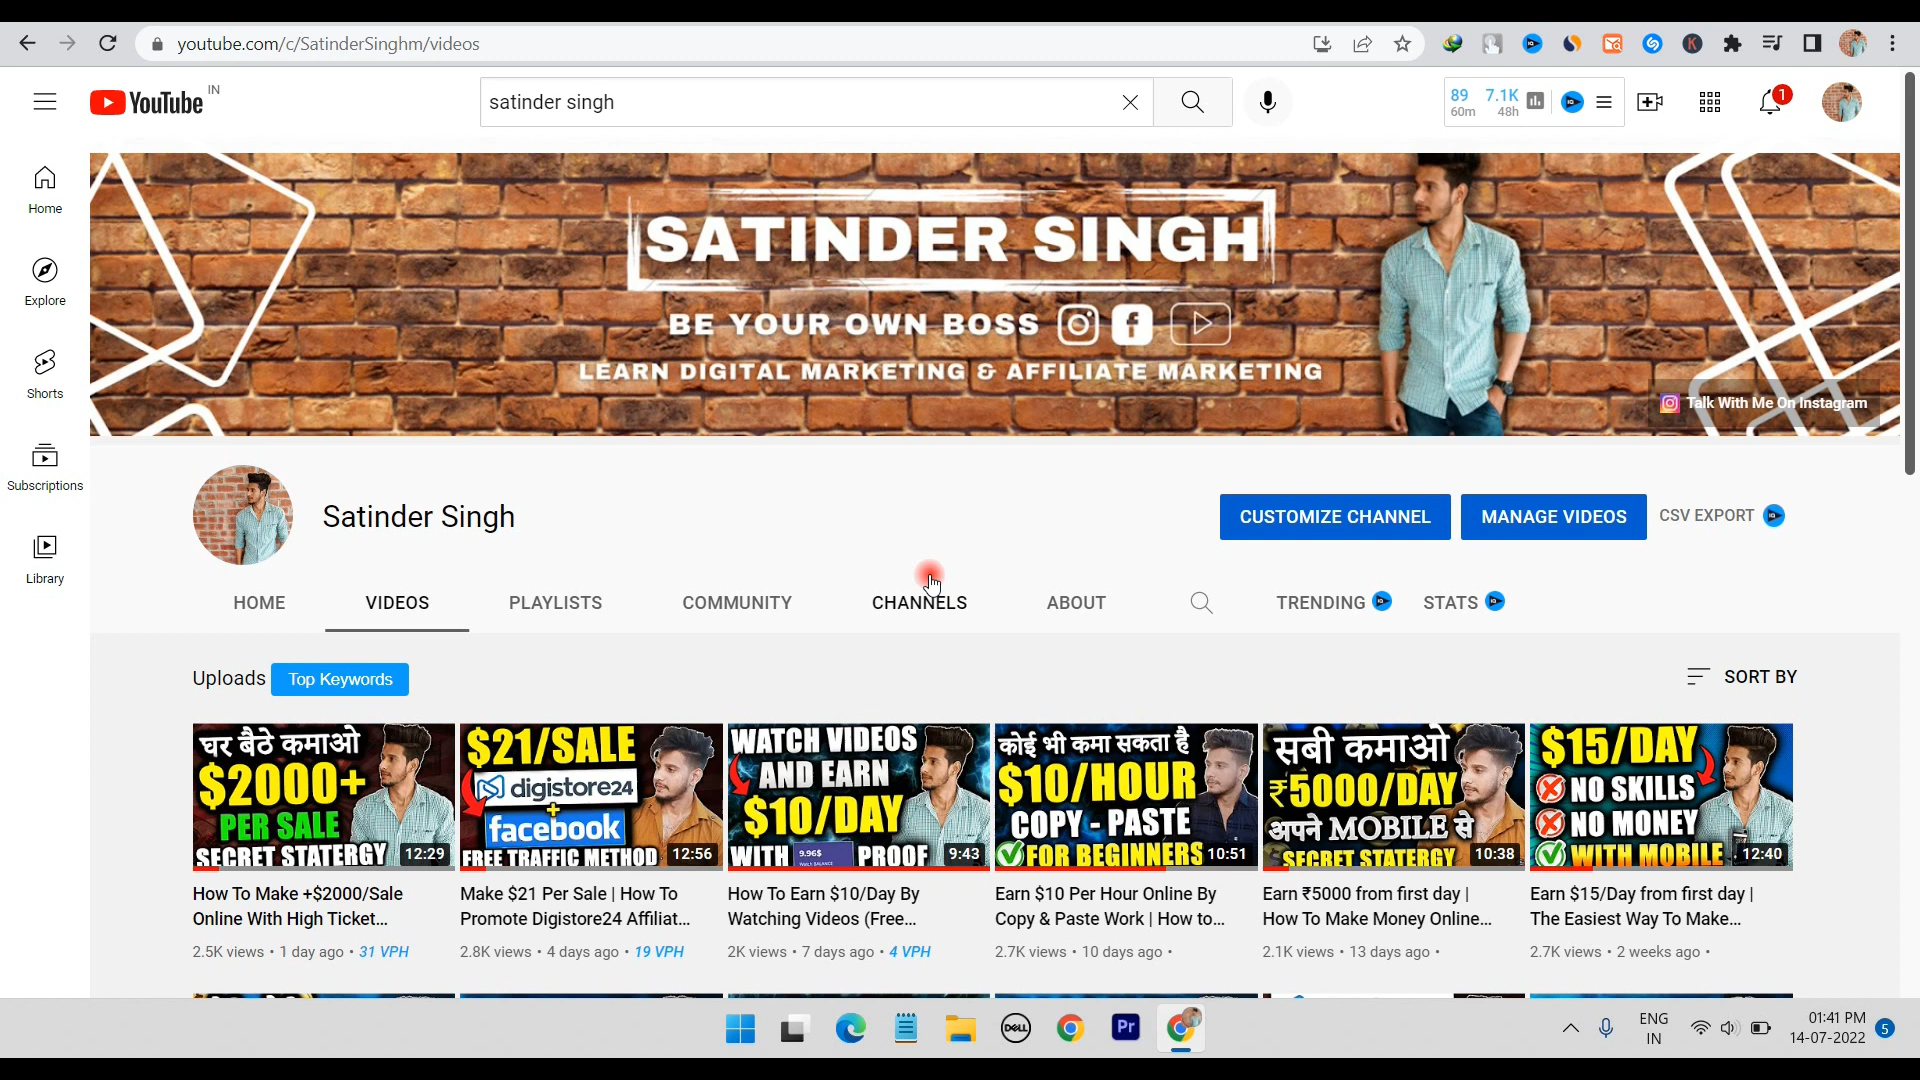 youtube.com/c/SatinderSinghm/videos
YouTube IN
satinder singh
89 7.1K
60m 48h
1
Home
Explore
Shorts
Subscriptions
Library
SATINDER SINGH
BE YOUR OWN BOSS
LEARN DIGITAL MARKETING & AFFILIATE MARKETING
Talk With Me On Instagram
Satinder Singh
CUSTOMIZE CHANNEL
MANAGE VIDEOS
CSV EXPORT
HOME VIDEOS PLAYLISTS COMMUNITY CHANNELS ABOUT TRENDING STATS
Uploads Top Keywords
SORT BY
घर बैठे कमाओ
$2000+
PER SALE
SECRET STATERGY
12:29
How To Make +$2000/Sale
Online With High Ticket...
2.5K views • 1 day ago • 31 VPH
$21/SALE
digistore24
+
facebook
FREE TRAFFIC METHOD
12:56
Make $21 Per Sale | How To
Promote Digistore24 Affiliat...
2.8K views • 4 days ago • 19 VPH
WATCH VIDEOS
AND EARN
$10/DAY
WITH 9.96$ PROOF
9:43
How To Earn $10/Day By
Watching Videos (Free...
2K views • 7 days ago • 4 VPH
कोई भी कमा सकता है
$10/HOUR
COPY - PASTE
FOR BEGINNERS
10:51
Earn $10 Per Hour Online By
Copy & Paste Work | How to...
2.7K views • 10 days ago •
सबी कमाओ
₹5000/DAY
अपने MOBILE से
SECRET STATERGY
10:38
Earn ₹5000 from first day |
How To Make Money Online...
2.1K views • 13 days ago •
$15/DAY
NO SKILLS
NO MONEY
WITH MOBILE
12:40
Earn $15/Day from first day |
The Easiest Way To Make...
2.7K views • 2 weeks ago •
DELL
Pr
ENG
IN
01:41 PM
14-07-2022
5